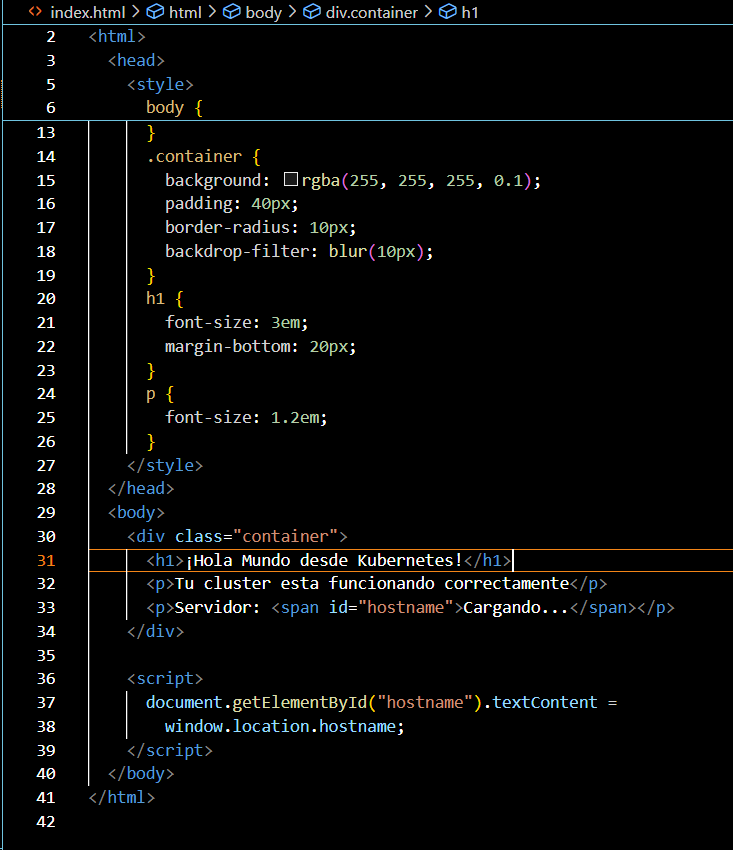 <> index.html > html > body > div.container > h1
2 <html>
3 <head>
5 <style>
6 body {
13 }
14 .container {
15 background: rgba(255, 255, 255, 0.1);
16 padding: 40px;
17 border-radius: 10px;
18 backdrop-filter: blur(10px);
19 }
20 h1 {
21 font-size: 3em;
22 margin-bottom: 20px;
23 }
24 p {
25 font-size: 1.2em;
26 }
27 </style>
28 </head>
29 <body>
30 <div class="container">
31 <h1>¡Hola Mundo desde Kubernetes!</h1>
32 <p>Tu cluster esta funcionando correctamente</p>
33 <p>Servidor: <span id="hostname">Cargando...</span></p>
34 </div>
35
36 <script>
37 document.getElementById("hostname").textContent =
38 window.location.hostname;
39 </script>
40 </body>
41 </html>
42